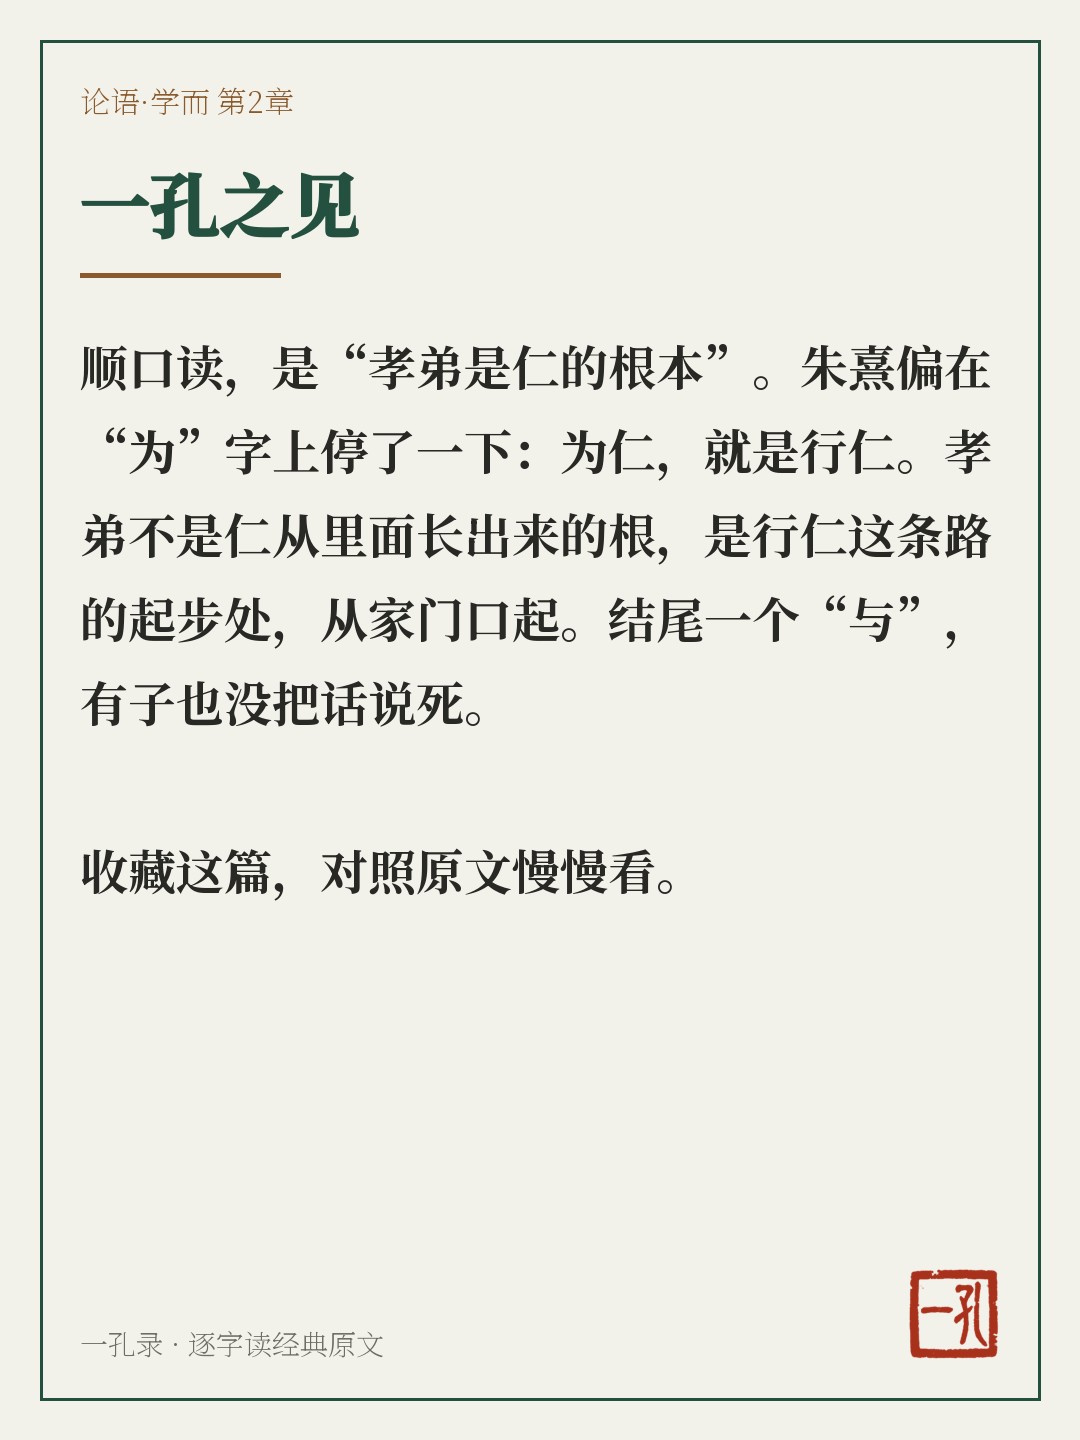 论语·学而 第2章
一孔之见
顺口读，是“孝弟是仁的根本”。朱熹偏在
“为”字上停了一下：为仁，就是行仁。孝
弟不是仁从里面长出来的根，是行仁这条路
的起步处，从家门口起。结尾一个“与”，
有子也没把话说死。
收藏这篇，对照原文慢慢看。
一孔
一孔录 · 逐字读经典原文